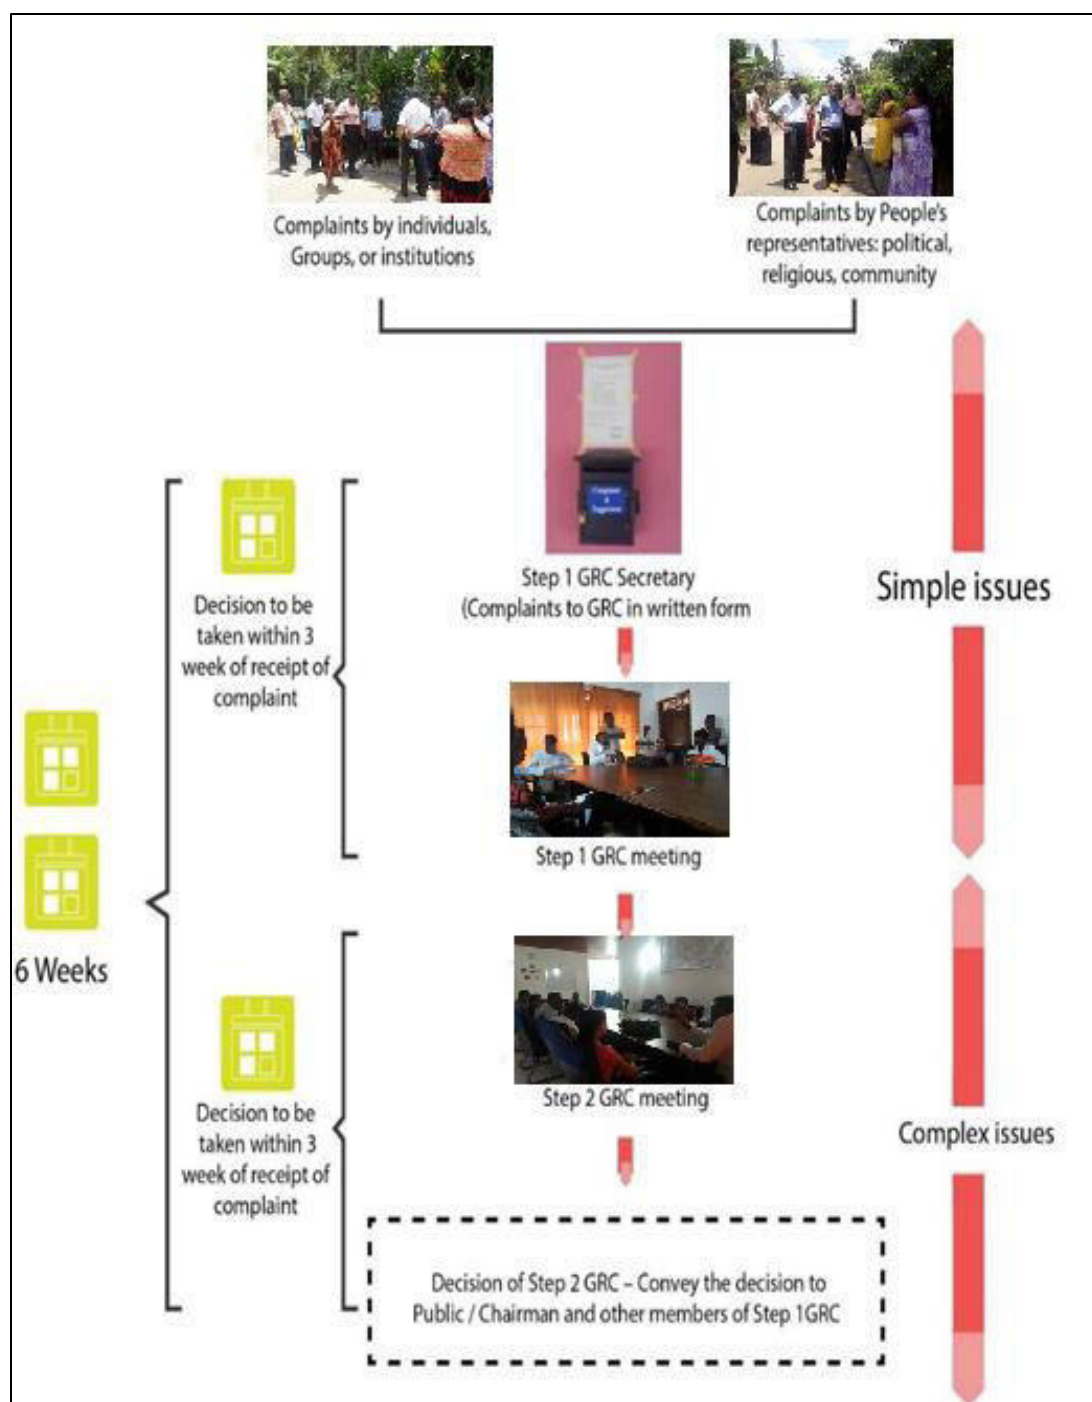 Complaints by individuals,
Groups, or institutions
Complaints by People's
representatives: political,
religious, community
Complaint
&
Step 1 GRC Secretary
(Complaints to GRC in written form
Decision to be
taken within 3
week of receipt of
complaint
Simple issues
Step 1 GRC meeting
6 Weeks
Step 2 GRC meeting
Decision to be
taken within 3
week of receipt of
complaint
Complex issues
Decision of Step 2 GRC – Convey the decision to
Public / Chairman and other members of Step 1GRC